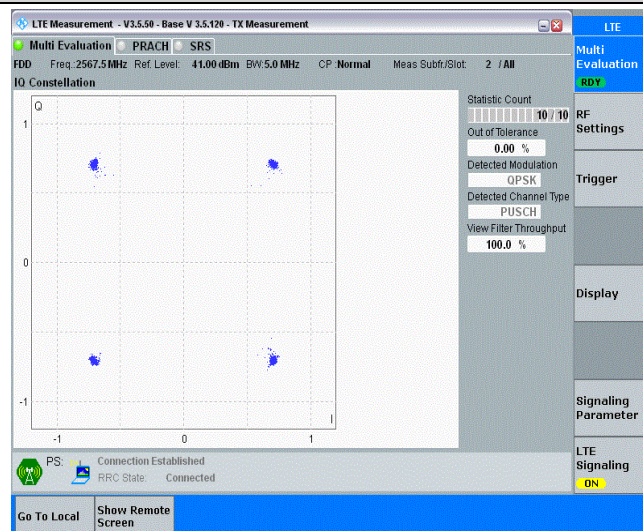 LTE Measurement - V3.5.50 - Base V 3.5.120 - TX Measurement
LTE
Multi Evaluation
PRACH
SRS
Multi
Evaluation
RDY
FDD Freq.:2567.5 MHz Ref. Level: 41.00 dBm BW:5.0 MHz CP :Normal Meas Subfr./Slot: 2 / All
IQ Constellation
Q
1
0
-1
-1 0 1
I
Statistic Count
10 / 10
Out of Tolerance
0.00 %
Detected Modulation
QPSK
Detected Channel Type
PUSCH
View Filter Throughput
100.0 %
RF
Settings
Trigger
Display
Signaling
Parameter
LTE
Signaling
ON
PS: Connection Established
RRC State: Connected
Go To Local
Show Remote
Screen